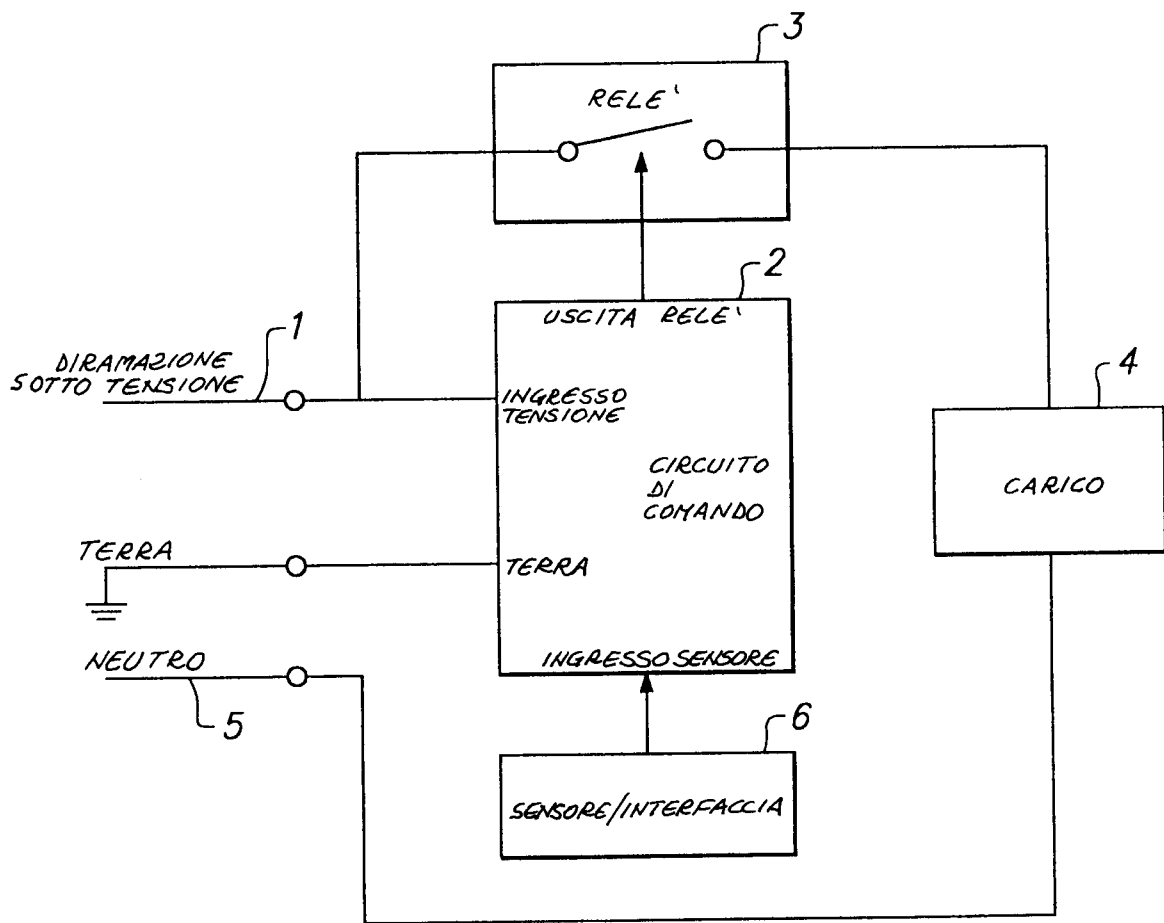 3
RELE'
2
USCITA RELE'
1
DIRAMAZIONE
SOTTO TENSIONE
INGRESSO
TENSIONE
4
CIRCUITO
DI
COMANDO
CARICO
TERRA
TERRA
NEUTRO
INGRESSO SENSORE
5
6
SENSORE/INTERFACCIA